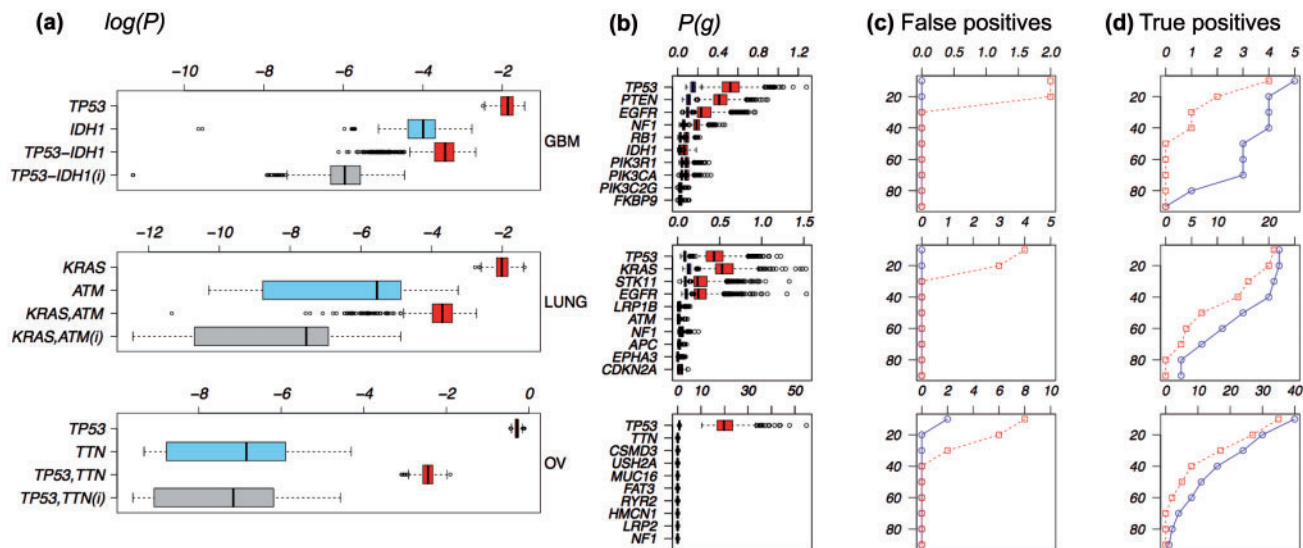 (a) log(P)
−10 −8 −6 −4 −2
TP53
IDH1
TP53−IDH1
TP53−IDH1(i)
GBM
−12 −10 −8 −6 −4 −2
KRAS
ATM
KRAS,ATM
KRAS,ATM(i)
LUNG
−8 −6 −4 −2 0
TP53
TTN
TP53,TTN
TP53,TTN(i)
OV
(b) P(g)
0.0 0.4 0.8 1.2
TP53
PTEN
EGFR
NF1
RB1
IDH1
PIK3R1
PIK3CA
PIK3C2G
FKBP9
0.0 0.5 1.0 1.5
TP53
KRAS
STK11
EGFR
LRP1B
ATM
NF1
APC
EPHA3
CDKN2A
0 10 30 50
TP53
TTN
CSMD3
USH2A
MUC16
FAT3
RYR2
HMCN1
LRP2
NF1
(c) False positives
0.0 0.5 1.0 1.5 2.0
20
40
60
80
0 1 2 3 4 5
20
40
60
80
0 2 4 6 8 10
20
40
60
80
(d) True positives
0 1 2 3 4 5
20
40
60
80
0 5 10 20
20
40
60
80
0 10 20 30 40
20
40
60
80